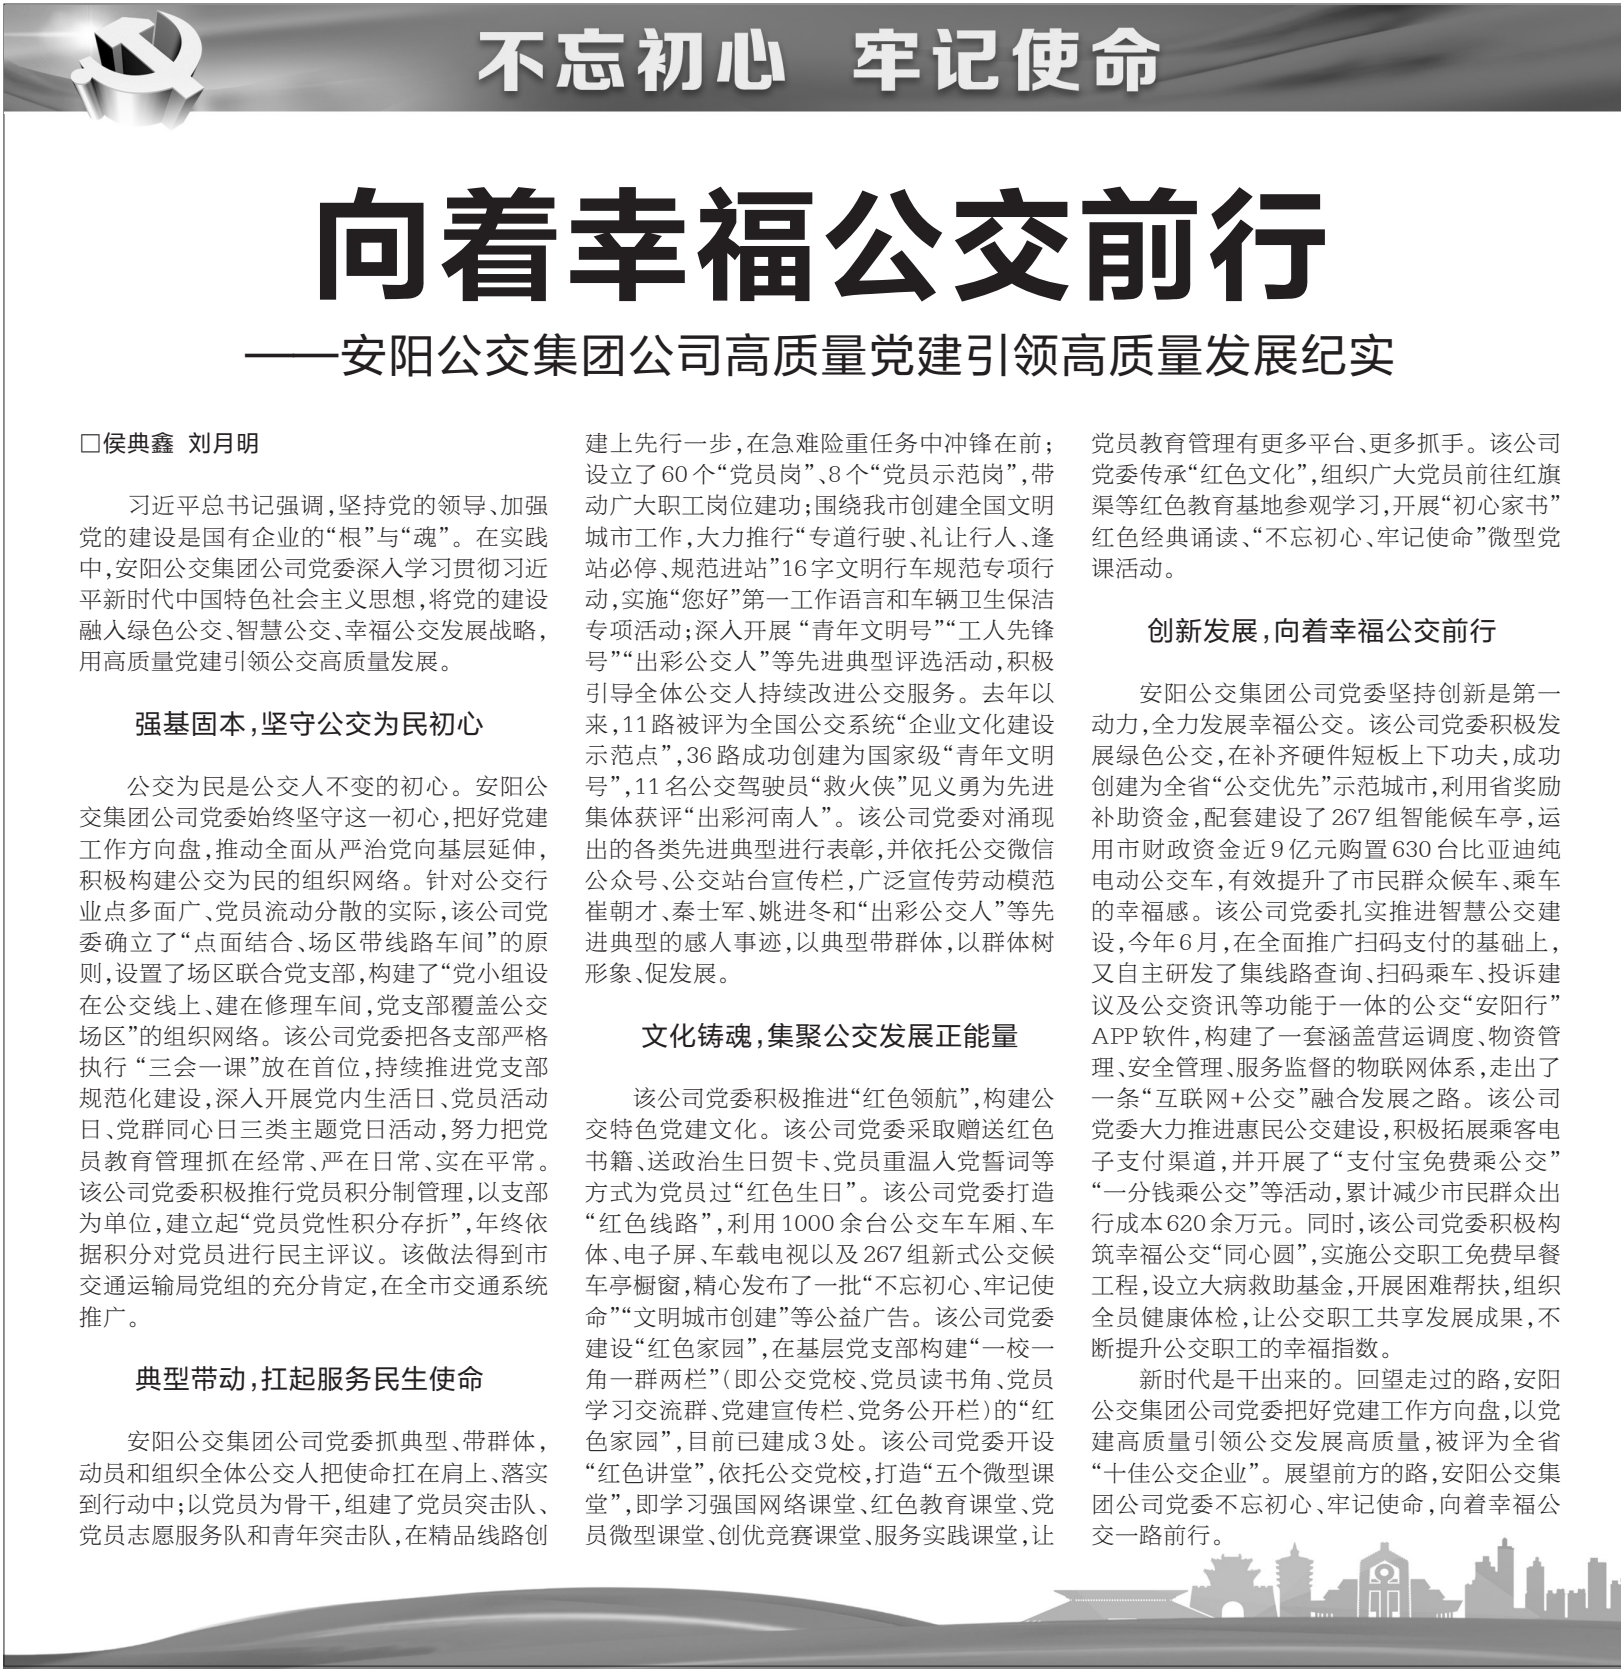 不忘初心 牢记使命
向着幸福公交前行
——安阳公交集团公司高质量党建引领高质量发展纪实
□侯典鑫 刘月明
习近平总书记强调，坚持党的领导、加强
党的建设是国有企业的“根”与“魂”。在实践
中，安阳公交集团公司党委深入学习贯彻习近
平新时代中国特色社会主义思想，将党的建设
融入绿色公交、智慧公交、幸福公交发展战略，
用高质量党建引领公交高质量发展。
强基固本，坚守公交为民初心
公交为民是公交人不变的初心。安阳公
交集团公司党委始终坚守这一初心，把好党建
工作方向盘，推动全面从严治党向基层延伸，
积极构建公交为民的组织网络。针对公交行
业点多面广、党员流动分散的实际，该公司党
委确立了“点面结合、场区带线路车间”的原
则，设置了场区联合党支部，构建了“党小组设
在公交线上、建在修理车间，党支部覆盖公交
场区”的组织网络。该公司党委把各支部严格
执行“三会一课”放在首位，持续推进党支部
规范化建设，深入开展党内生活日、党员活动
日、党群同心日三类主题党日活动，努力把党
员教育管理抓在经常、严在日常、实在平常。
该公司党委积极推行党员积分制管理，以支部
为单位，建立起“党员党性积分存折”，年终依
据积分对党员进行民主评议。该做法得到市
交通运输局党组的充分肯定，在全市交通系统
推广。
典型带动，扛起服务民生使命
安阳公交集团公司党委抓典型、带群体，
动员和组织全体公交人把使命扛在肩上、落实
到行动中；以党员为骨干，组建了党员突击队、
党员志愿服务队和青年突击队，在精品线路创
建上先行一步，在急难险重任务中冲锋在前；
设立了60个“党员岗”、8个“党员示范岗”，带
动广大职工岗位建功；围绕我市创建全国文明
城市工作，大力推行“专道行驶、礼让行人、逢
站必停、规范进站”16字文明行车规范专项行
动，实施“您好”第一工作语言和车辆卫生保洁
专项活动；深入开展“青年文明号”“工人先锋
号”“出彩公交人”等先进典型评选活动，积极
引导全体公交人持续改进公交服务。去年以
来，11路被评为全国公交系统“企业文化建设
示范点”，36路成功创建为国家级“青年文明
号”，11名公交驾驶员“救火侠”见义勇为先进
集体获评“出彩河南人”。该公司党委对涌现
出的各类先进典型进行表彰，并依托公交微信
公众号、公交站台宣传栏，广泛宣传劳动模范
崔朝才、秦士军、姚进冬和“出彩公交人”等先
进典型的感人事迹，以典型带群体，以群体树
形象、促发展。
文化铸魂，集聚公交发展正能量
该公司党委积极推进“红色领航”，构建公
交特色党建文化。该公司党委采取赠送红色
书籍、送政治生日贺卡、党员重温入党誓词等
方式为党员过“红色生日”。该公司党委打造
“红色线路”，利用1000余台公交车车厢、车
体、电子屏、车载电视以及267组新式公交候
车亭橱窗，精心发布了一批“不忘初心、牢记使
命”“文明城市创建”等公益广告。该公司党委
建设“红色家园”，在基层党支部构建“一校一
角一群两栏”（即公交党校、党员读书角、党员
学习交流群、党建宣传栏、党务公开栏）的“红
色家园”，目前已建成3处。该公司党委开设
“红色讲堂”，依托公交党校，打造“五个微型课
堂”，即学习强国网络课堂、红色教育课堂、党
员微型课堂、创优竞赛课堂、服务实践课堂，让
党员教育管理有更多平台、更多抓手。该公司
党委传承“红色文化”，组织广大党员前往红旗
渠等红色教育基地参观学习，开展“初心家书”
红色经典诵读、“不忘初心、牢记使命”微型党
课活动。
创新发展，向着幸福公交前行
安阳公交集团公司党委坚持创新是第一
动力，全力发展幸福公交。该公司党委积极发
展绿色公交，在补齐硬件短板上下功夫，成功
创建为全省“公交优先”示范城市，利用省奖励
补助资金，配套建设了267组智能候车亭，运
用市财政资金近9亿元购置630台比亚迪纯
电动公交车，有效提升了市民群众候车、乘车
的幸福感。该公司党委扎实推进智慧公交建
设，今年6月，在全面推广扫码支付的基础上，
又自主研发了集线路查询、扫码乘车、投诉建
议及公交资讯等功能于一体的公交“安阳行”
APP软件，构建了一套涵盖营运调度、物资管
理、安全管理、服务监督的物联网体系，走出了
一条“互联网+公交”融合发展之路。该公司
党委大力推进惠民公交建设，积极拓展乘客电
子支付渠道，并开展了“支付宝免费乘公交”
“一分钱乘公交”等活动，累计减少市民群众出
行成本620余万元。同时，该公司党委积极构
筑幸福公交“同心圆”，实施公交职工免费早餐
工程，设立大病救助基金，开展困难帮扶，组织
全员健康体检，让公交职工共享发展成果，不
断提升公交职工的幸福指数。
新时代是干出来的。回望走过的路，安阳
公交集团公司党委把好党建工作方向盘，以党
建高质量引领公交发展高质量，被评为全省
“十佳公交企业”。展望前方的路，安阳公交集
团公司党委不忘初心、牢记使命，向着幸福公
交一路前行。